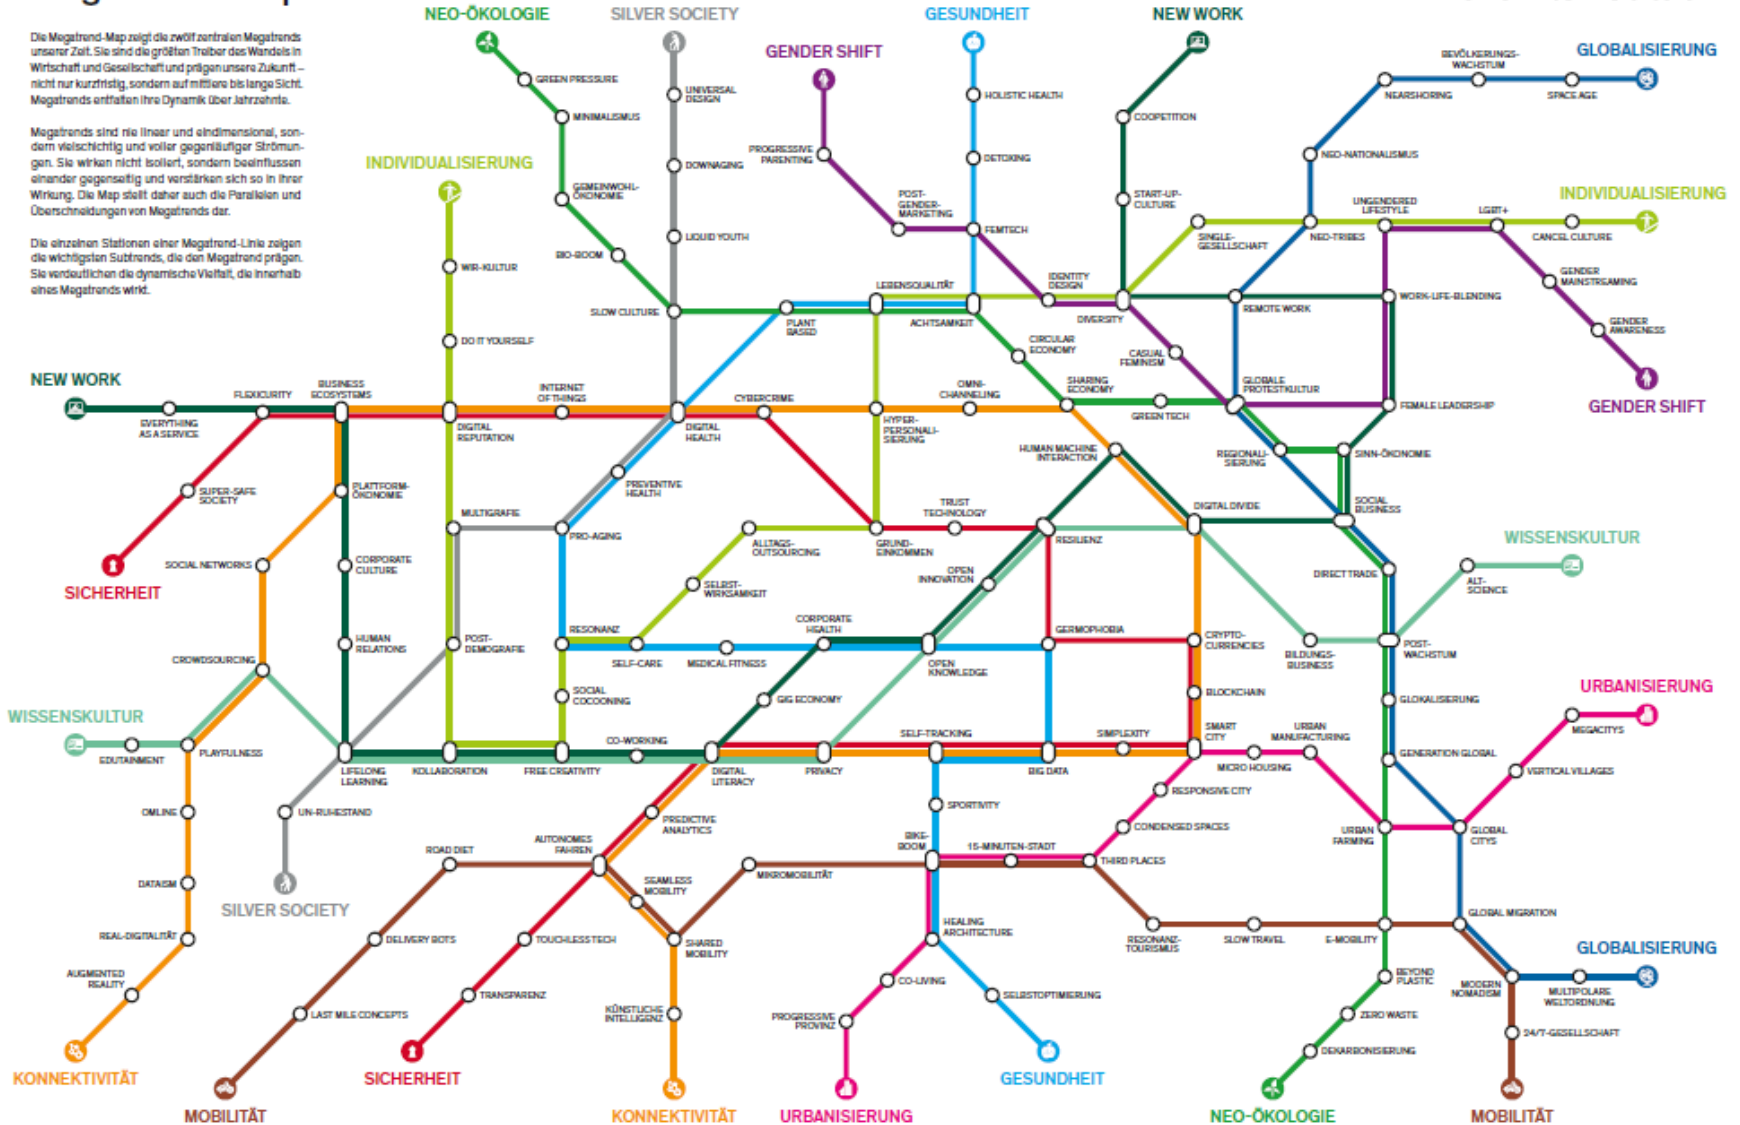 NEO-ÖKOLOGIE
SILVER SOCIETY
GESUNDHEIT
NEW WORK
GENDER SHIFT
GLOBALISIERUNG
Die Megatrend-Map zeigt die zwölf zentralen Megatrends
unserer Zeit. Sie sind die größten Treiber des Wandels in
Wirtschaft und Gesellschaft und prägen unsere Zukunft –
nicht nur kurzfristig, sondern auf mittlere bis lange Sicht.
Megatrends entfalten ihre Dynamik über Jahrzehnte.
Megatrends sind nie linear und eindimensional, son-
dern vielschichtig und voller gegenläufiger Strömun-
gen. Sie wirken nicht isoliert, sondern beeinflussen
einander gegenseitig und verstärken sich so in ihrer
Wirkung. Die Map stellt daher auch die Parallelen und
Überschneidungen von Megatrends dar.
Die einzelnen Stationen einer Megatrend-Linie zeigen
die wichtigsten Subtrends, die den Megatrend prägen.
Sie verdeutlichen die dynamische Vielfalt, die innerhalb
eines Megatrends wirkt.
BEVÖLKERUNGS-
WACHSTUM
GREEN PRESSURE
UNIVERSAL
DESIGN
HOLISTIC HEALTH
NEARSHORING
SPACE AGE
MINIMALISMUS
COOPETITION
PROGRESSIVE
PARENTING
DETOXING
NEO-NATIONALISMUS
INDIVIDUALISIERUNG
DOWNAGING
GEMEINWOHL-
ÖKONOMIE
POST-
GENDER-
MARKETING
START-UP-
CULTURE
UNGENDERED
LIFESTYLE
LGBT+
INDIVIDUALISIERUNG
LIQUID YOUTH
FEMTECH
SINGLE-
GESELLSCHAFT
NEO-TRIBES
CANCEL CULTURE
BIO-BOOM
WIR-KULTUR
LEBENSQUALITÄT
IDENTITY
DESIGN
GENDER
MAINSTREAMING
SLOW CULTURE
PLANT
BASED
ACHTSAMKEIT
DIVERSITY
REMOTE WORK
WORK-LIFE-BLENDING
GENDER
AWARENESS
DO IT YOURSELF
CIRCULAR
ECONOMY
CASUAL
FEMINISM
NEW WORK
FLEXICURITY
BUSINESS
ECOSYSTEMS
INTERNET
OF THINGS
CYBERCRIME
OMNI-
CHANNELING
SHARING
ECONOMY
GLOBALE
PROTESTKULTUR
GENDER SHIFT
EVERYTHING
AS A SERVICE
DIGITAL
REPUTATION
DIGITAL
HEALTH
HYPER-
PERSONALI-
SIERUNG
GREEN TECH
FEMALE LEADERSHIP
HUMAN MACHINE
INTERACTION
REGIONALI-
SIERUNG
SINN-ÖKONOMIE
SUPER-SAFE
SOCIETY
PLATTFORM-
ÖKONOMIE
PREVENTIVE
HEALTH
MULTIGRAFIE
PRO-AGING
TRUST
TECHNOLOGY
DIGITAL DIVIDE
SOCIAL
BUSINESS
ALLTAGS-
OUTSOURCING
GRUND-
EINKOMMEN
RESILIENZ
WISSENSKULTUR
SICHERHEIT
SOCIAL NETWORKS
CORPORATE
CULTURE
SELBST-
WIRKSAMKEIT
OPEN
INNOVATION
DIRECT TRADE
ALT-
SCIENCE
HUMAN
RELATIONS
POST-
DEMOGRAFIE
RESONANZ
CORPORATE
HEALTH
GERMOPHOBIA
CRYPTO-
CURRENCIES
BILDUNGS-
BUSINESS
POST-
WACHSTUM
CROWDSOURCING
SELF-CARE
MEDICAL FITNESS
OPEN
KNOWLEDGE
URBANISIERUNG
SOCIAL
COCOONING
GIG ECONOMY
BLOCKCHAIN
GLOKALISIERUNG
WISSENSKULTUR
EDUTAINMENT
PLAYFULNESS
CO-WORKING
SELF-TRACKING
SIMPLEXITY
SMART
CITY
URBAN
MANUFACTURING
MEGACITYS
LIFELONG
LEARNING
KOLLABORATION
FREE CREATIVITY
DIGITAL
LITERACY
PRIVACY
BIG DATA
MICRO HOUSING
GENERATION GLOBAL
VERTICAL VILLAGES
OMLINE
UN-RUHESTAND
PREDICTIVE
ANALYTICS
SPORTIVITY
RESPONSIVE CITY
CONDENSED SPACES
URBAN
FARMING
GLOBAL
CITYS
ROAD DIET
AUTONOMES
FAHREN
BIKE-
BOOM
15-MINUTEN-STADT
THIRD PLACES
DATAISM
SILVER SOCIETY
SEAMLESS
MOBILITY
MIKROMOBILITÄT
REAL-DIGITALITÄT
DELIVERY BOTS
TOUCHLESS TECH
SHARED
MOBILITY
HEALING
ARCHITECTURE
RESONANZ-
TOURISMUS
SLOW TRAVEL
E-MOBILITY
GLOBAL MIGRATION
GLOBALISIERUNG
AUGMENTED
REALITY
TRANSPARENZ
CO-LIVING
SELBSTOPTIMIERUNG
BEYOND
PLASTIC
MODERN
NOMADISM
MULTIPOLARE
WELTORDNUNG
LAST MILE CONCEPTS
KÜNSTLICHE
INTELLIGENZ
PROGRESSIVE
PROVINZ
ZERO WASTE
24/7-GESELLSCHAFT
DEKARBONISIERUNG
KONNEKTIVITÄT
SICHERHEIT
GESUNDHEIT
MOBILITÄT
KONNEKTIVITÄT
URBANISIERUNG
NEO-ÖKOLOGIE
MOBILITÄT